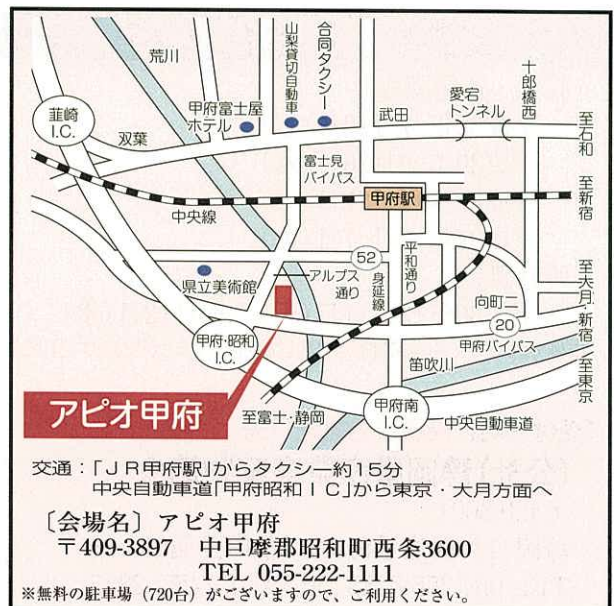 荒川
山梨貸切自動車
合同タクシー
十郎橋西
韮崎
I.C.
双葉
甲府富士屋
ホテル
武田
愛宕
トンネル
至石和
富士見
バイパス
甲府駅
至新宿
中央線
52
身延線
平和通り
県立美術館
アルプス
通り
向町二
至大月・新宿
20
甲府バイパス
甲府・昭和
I.C.
笛吹川
至東京
アピオ甲府
至富士・静岡
甲府南
I.C.
中央自動車道
交通:「JR甲府駅」からタクシー約15分
中央自動車道「甲府昭和IC」から東京・大月方面へ
〔会場名〕アピオ甲府
〒409-3897 中巨摩郡昭和町西条3600
TEL 055-222-1111
※無料の駐車場(720台)がございますので、ご利用ください。